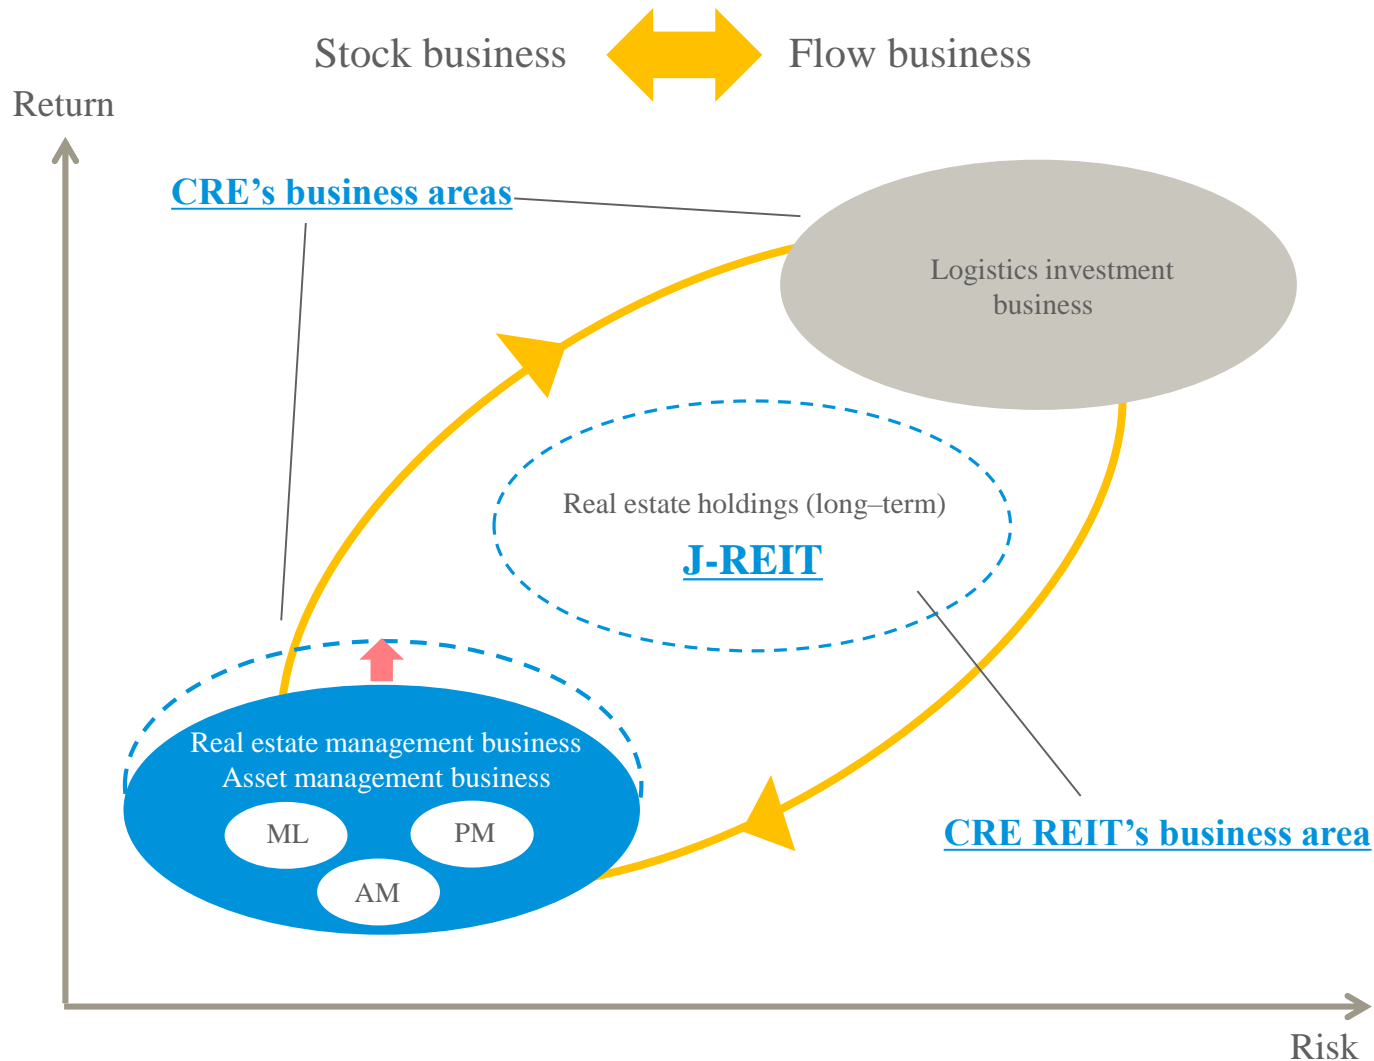 Stock business
Flow business
Return
CRE’s business areas
Logistics investment
business
Real estate holdings (long–term)
J-REIT
Real estate management business
Asset management business
ML
PM
AM
CRE REIT’s business area
Risk